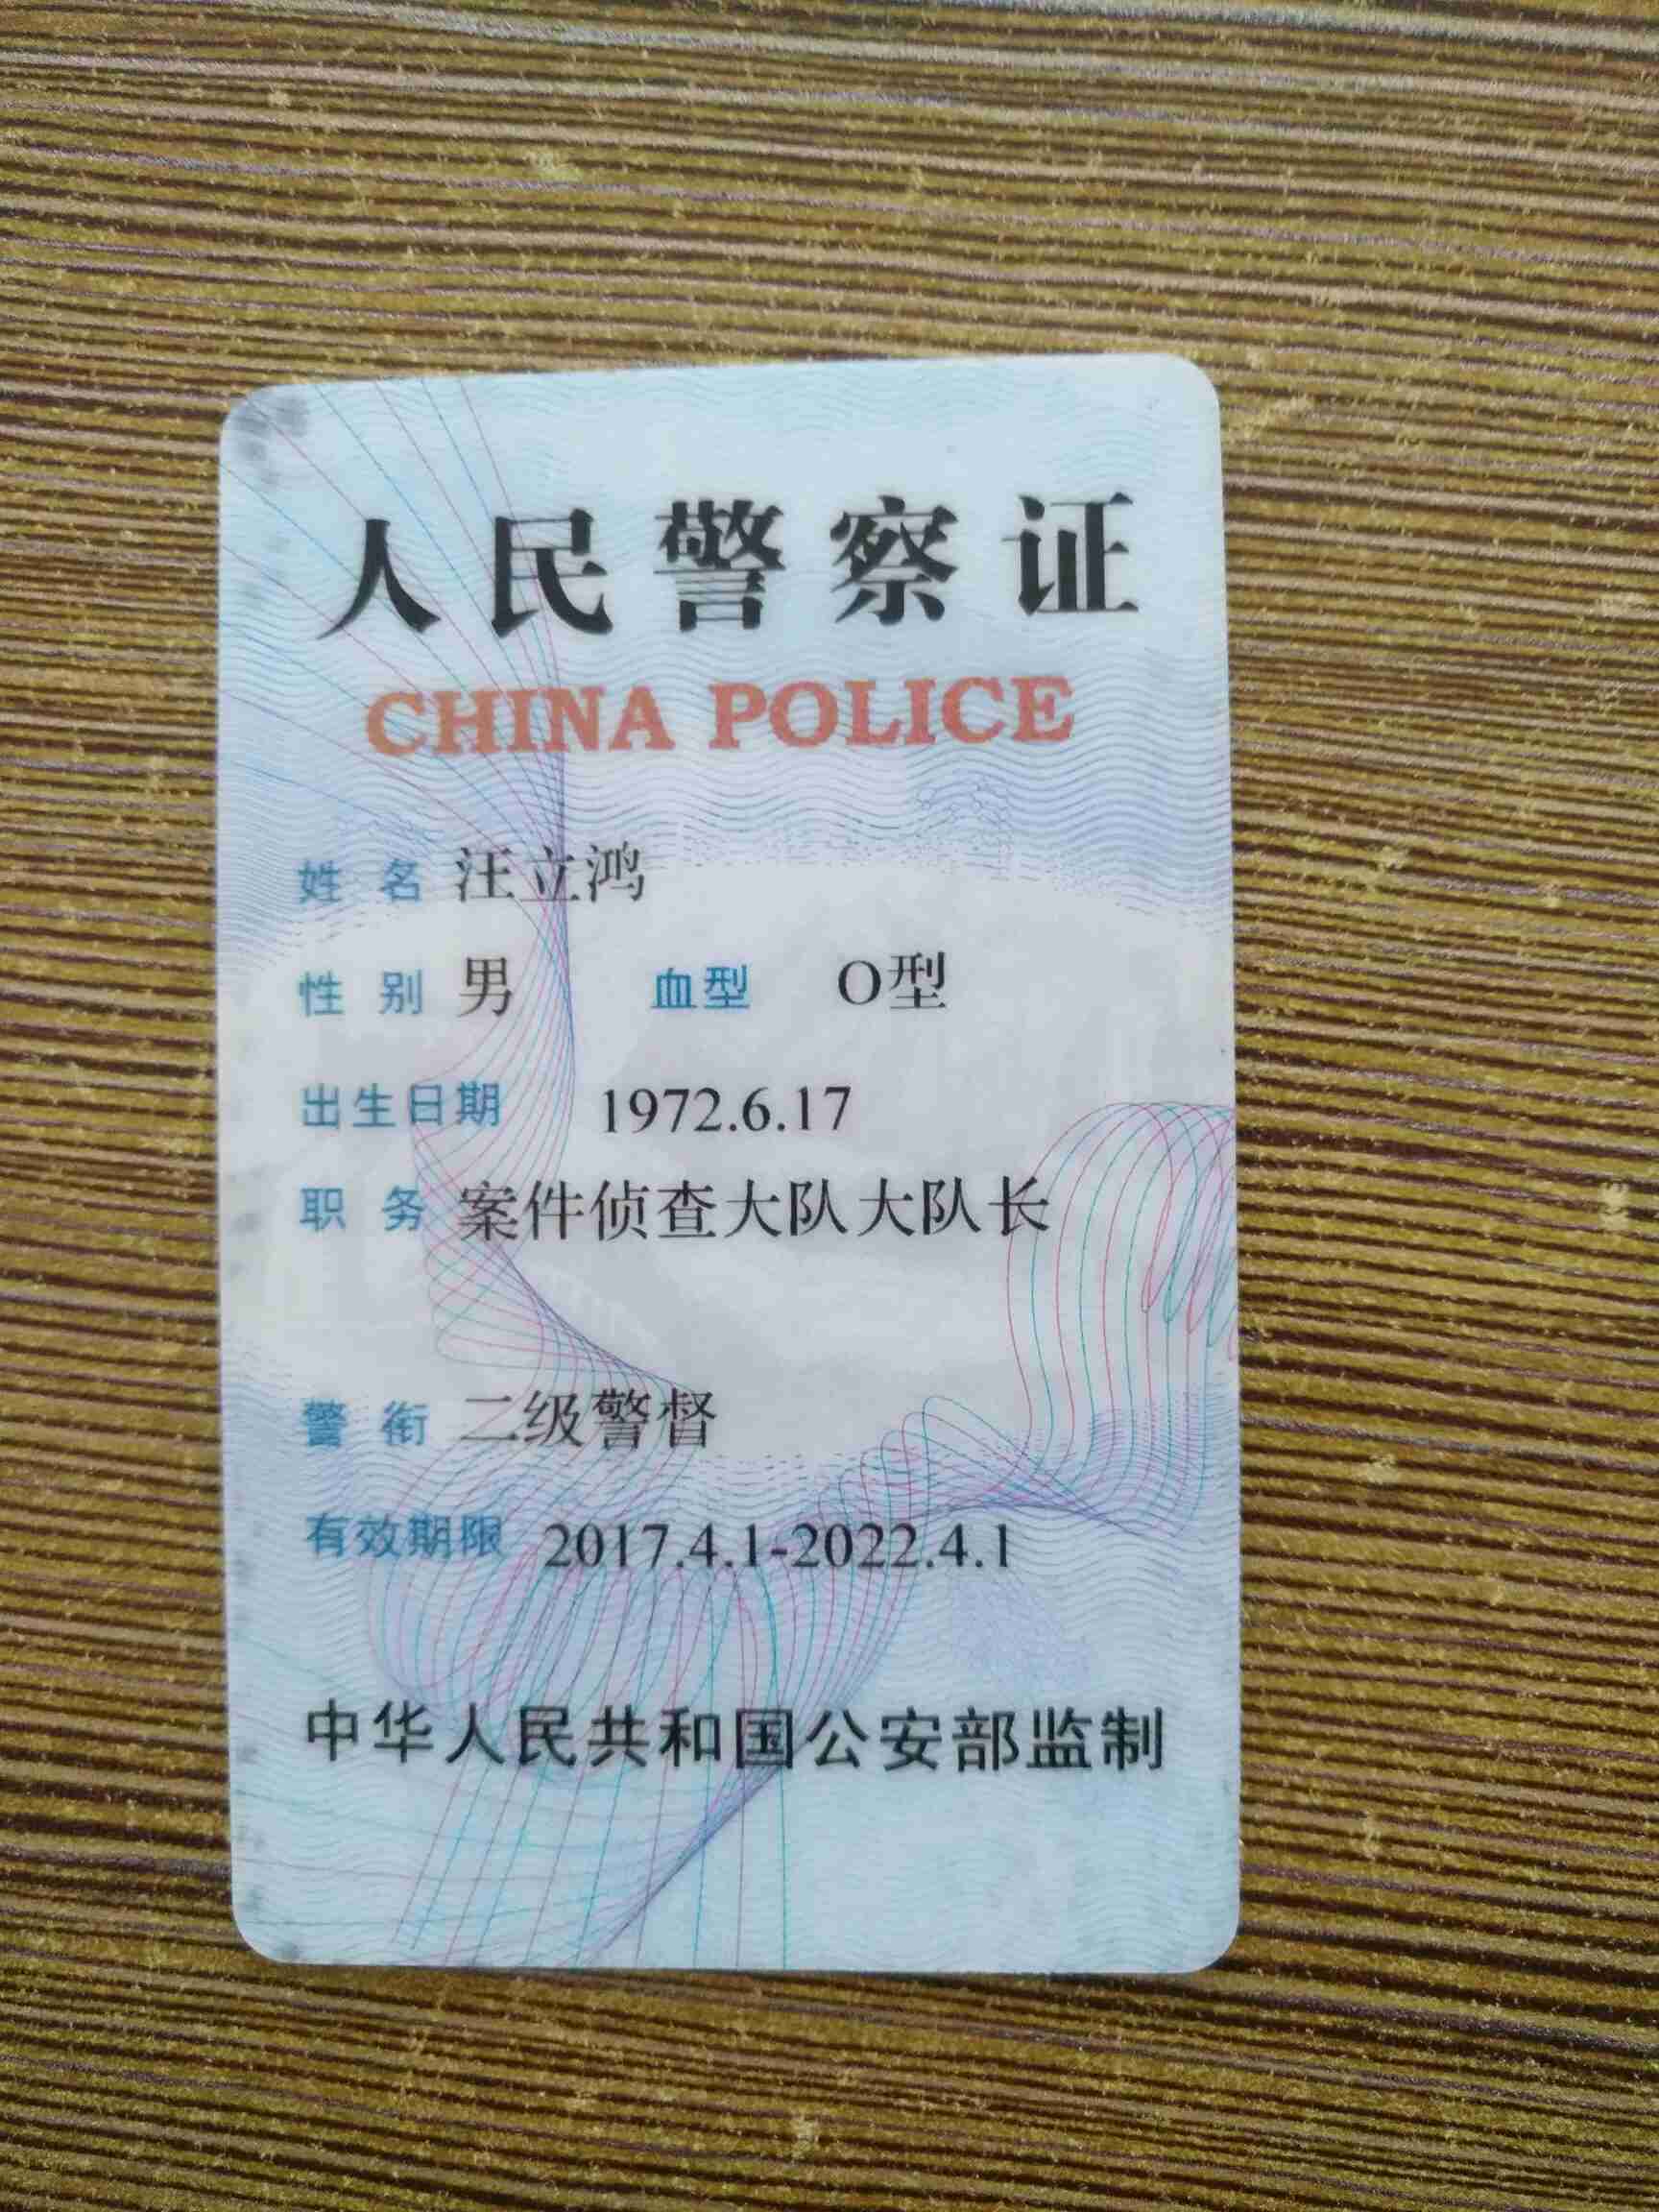 人民警察证
CHINA POLICE
姓 名 汪立鸿
性 别 男 血型 O型
出生日期 1972.6.17
职 务 案件侦查大队大队长
警 衔 二级警督
有效期限 2017.4.1-2022.4.1
中华人民共和国公安部监制